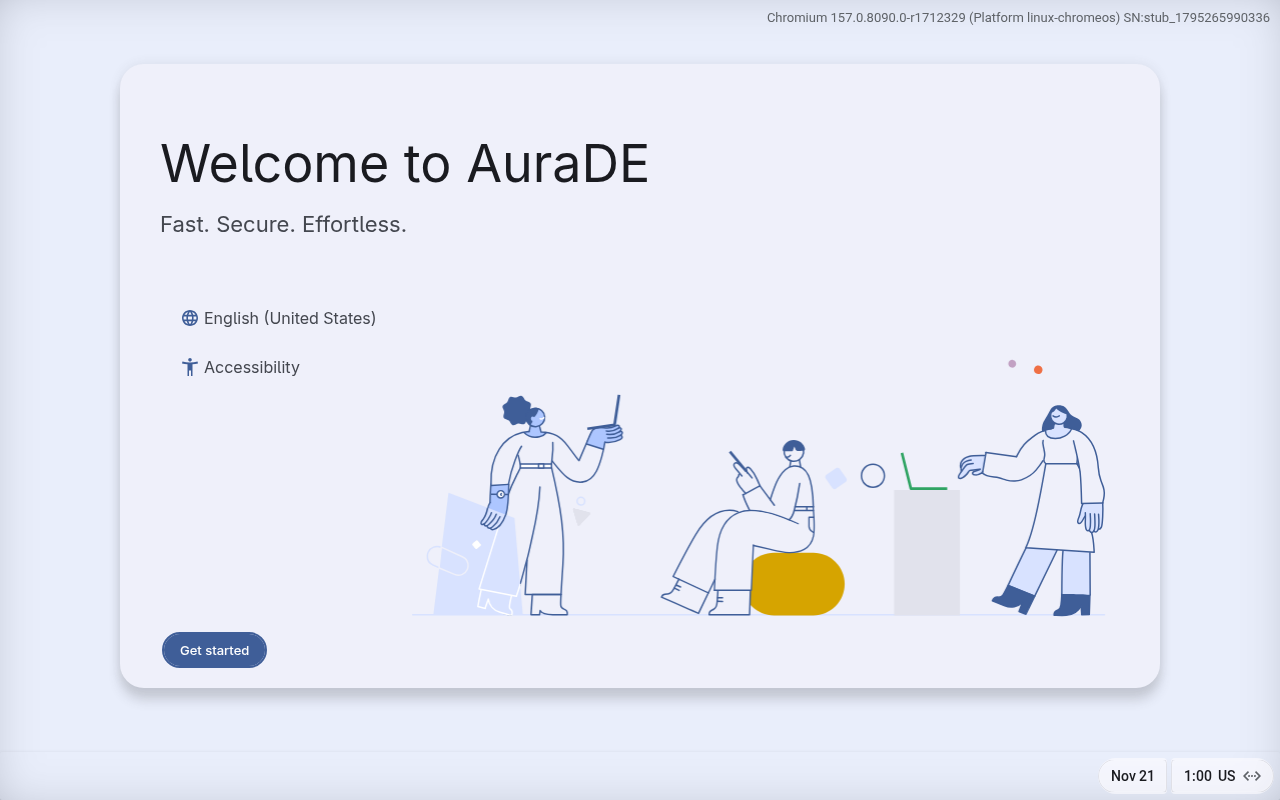 Chromium 157.0.8090.0-r1712329 (Platform linux-chromeos) SN:stub_1795265990336
Welcome to AuraDE
Fast. Secure. Effortless.
English (United States)
Accessibility
Get started
Nov 21
1:00 US